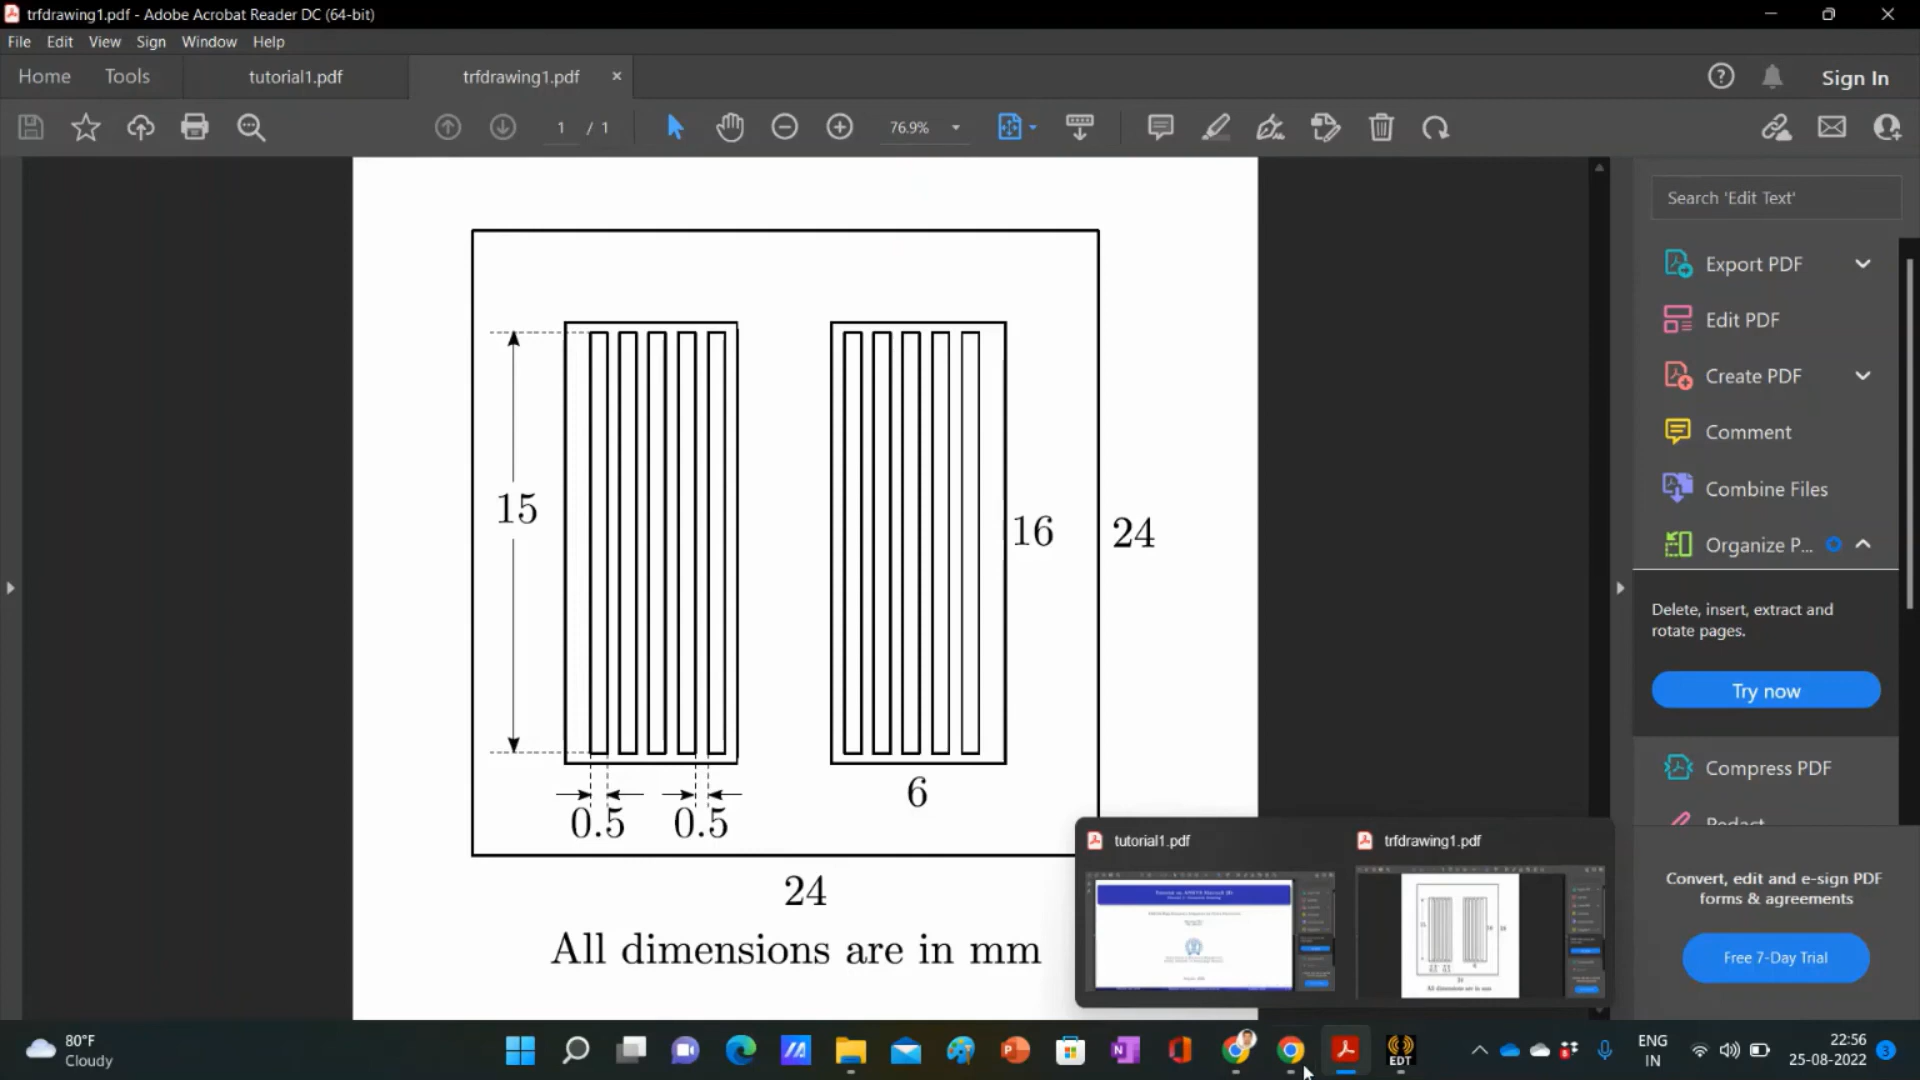 trfdrawing1.pdf - Adobe Acrobat Reader DC (64-bit)
File Edit View Sign Window Help
Home Tools tutorial1.pdf trfdrawing1.pdf Sign In
1 / 1 76.9%
Search 'Edit Text'
Export PDF
Edit PDF
Create PDF
Comment
Combine Files
Organize P...
Delete, insert, extract and
rotate pages.
Try now
Compress PDF
Convert, edit and e-sign PDF
forms & agreements
Free 7-Day Trial
15
16
24
6
0.5 0.5
24
All dimensions are in mm
tutorial1.pdf trfdrawing1.pdf
80°F
Cloudy
EDT
ENG
IN
22:56
25-08-2022
3